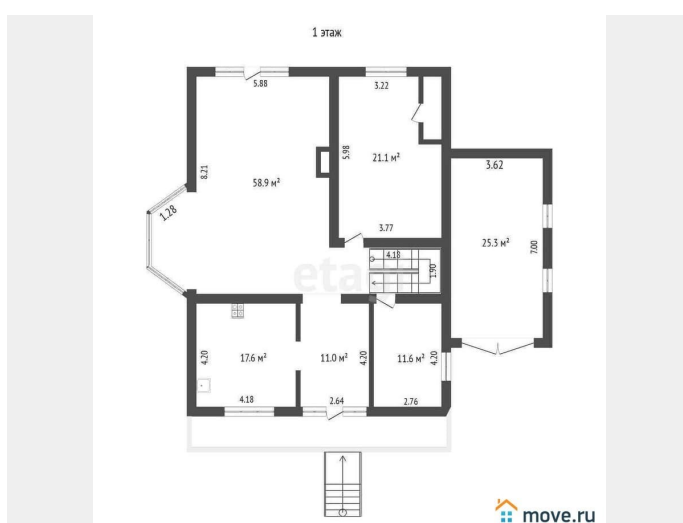 1 этаж
5.88
3.22
8.21
58.9 м²
5.98
21.1 м²
3.62
1.28
3.77
25.3 м²
7.00
4.18
1.90
etagi
4.20
17.6 м²
11.0 м²
4.20
11.6 м²
4.20
4.18
2.64
2.76
move.ru